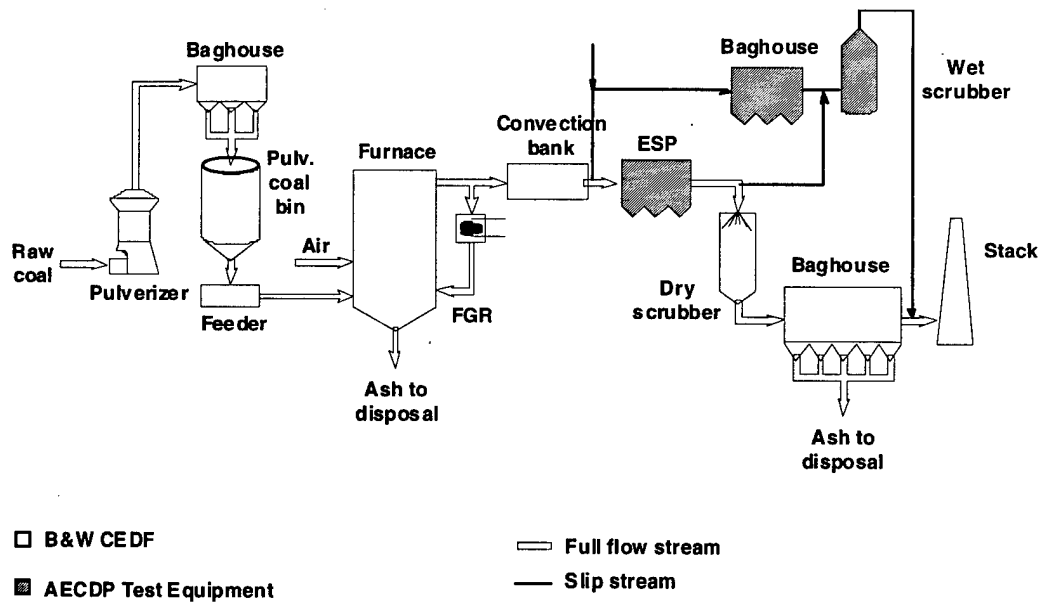 Baghouse
Baghouse
Wet
scrubber
Convection
bank
ESP
Furnace
Pulv.
coal
bin
Air
Raw
coal
Stack
Baghouse
Pulverizer
Dry
scrubber
Feeder
FGR
Ash to
disposal
Ash to
disposal
B&W CEDF
Full flow stream
AECDP Test Equipment
Slip stream